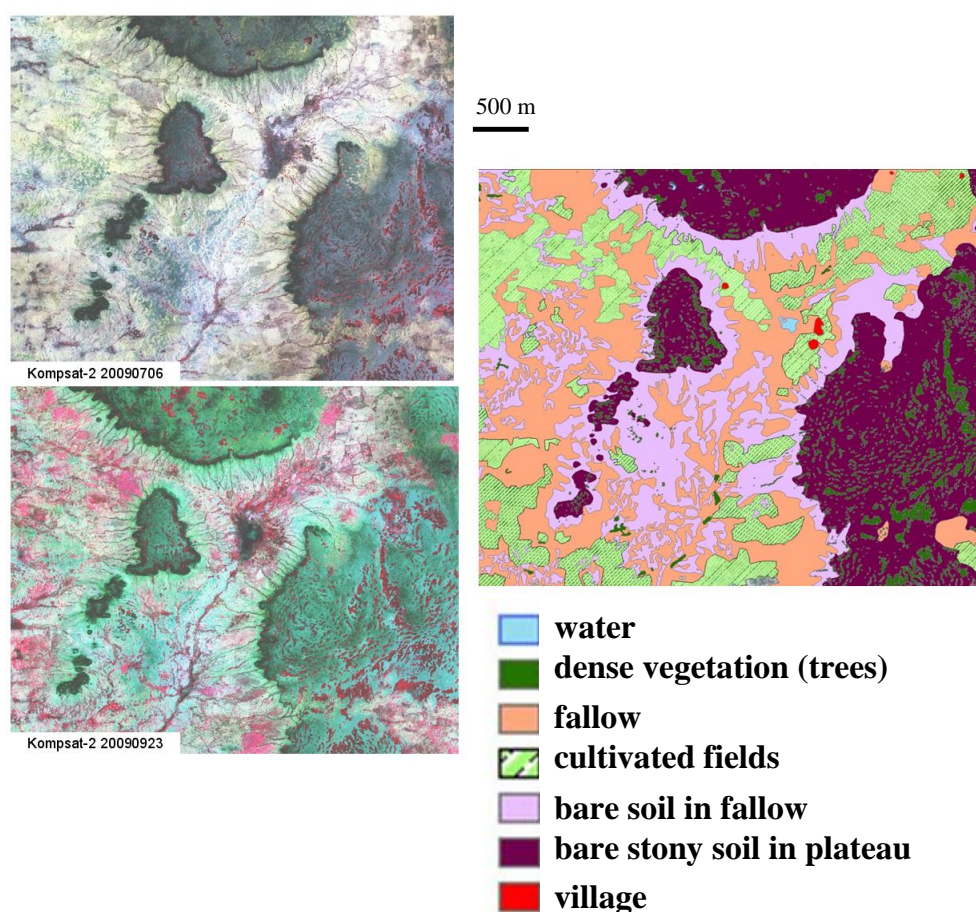 500 m
Kompsat-2 20090706
Kompsat-2 20090923
water
dense vegetation (trees)
fallow
cultivated fields
bare soil in fallow
bare stony soil in plateau
village